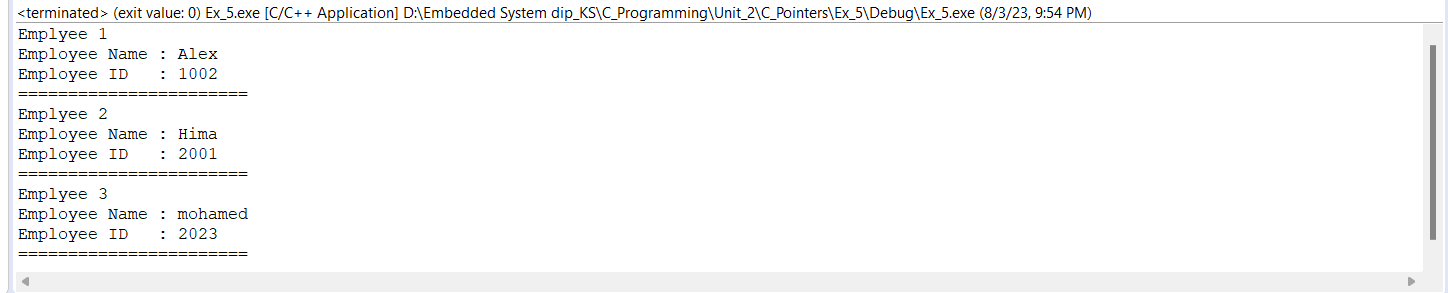 <terminated> (exit value: 0) Ex_5.exe [C/C++ Application] D:\Embedded System dip_KS\C_Programming\Unit_2\C_Pointers\Ex_5\Debug\Ex_5.exe (8/3/23, 9:54 PM)
Emplyee 1
Employee Name : Alex
Employee ID   : 1002
=======================
Emplyee 2
Employee Name : Hima
Employee ID   : 2001
=======================
Emplyee 3
Employee Name : mohamed
Employee ID   : 2023
=======================